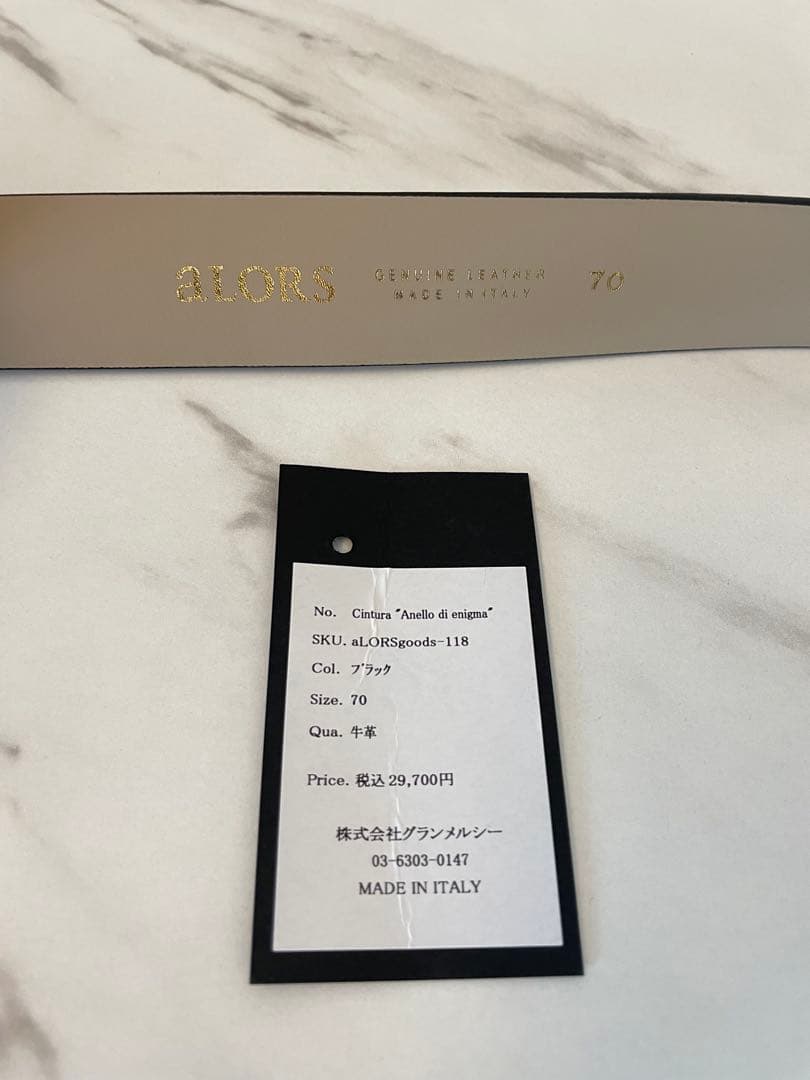 aLORS
GENUINE LEATHER
MADE IN ITALY
70
No. Cintura "Anello di enigma"
SKU. aLORSgoods-118
Col. ブラック
Size. 70
Qua. 牛革
Price. 税込29,700円
株式会社グランメルシー
03-6303-0147
MADE IN ITALY